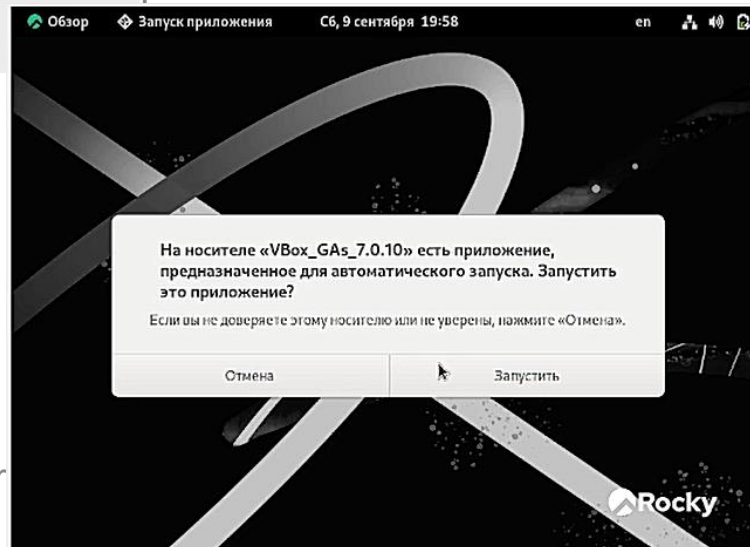 Обзор
Запуск приложения
Сб, 9 сентября 19:58
en
На носителе «VBox_GAs_7.0.10» есть приложение,
предназначенное для автоматического запуска. Запустить
это приложение?
Если вы не доверяете этому носителю или не уверены, нажмите «Отмена».
Отмена
Запустить
Rocky